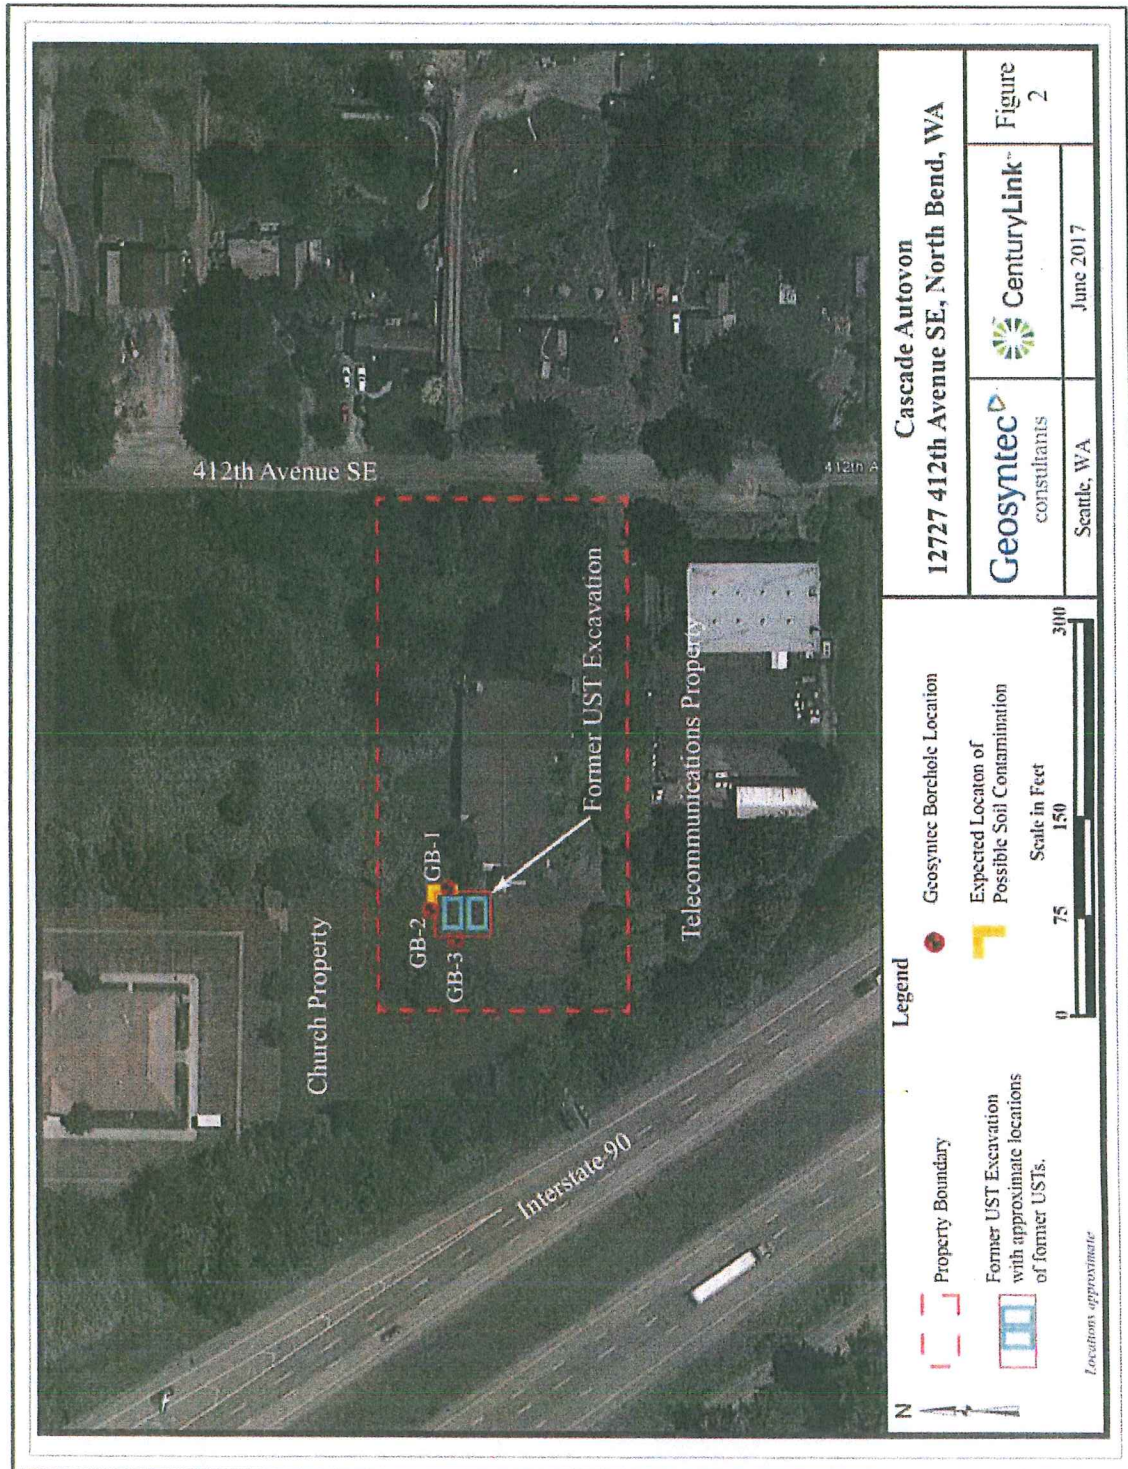 412th Avenue SE
412th A
Church Property
GB-1
GB-2
GB-3
Former UST Excavation
Telecommunications Property
Interstate-90
N
Legend
Property Boundary
Former UST Excavation
with approximate locations
of former USTs.
Geosyntec Borehole Location
Expected Locaton of
Possible Soil Contamination
Scale in Feet
0 75 150 300
Locations approximate
Cascade Autovon
12727 412th Avenue SE, North Bend, WA
Geosyntec
consultants
CenturyLink™
Figure
2
Seattle, WA
June 2017